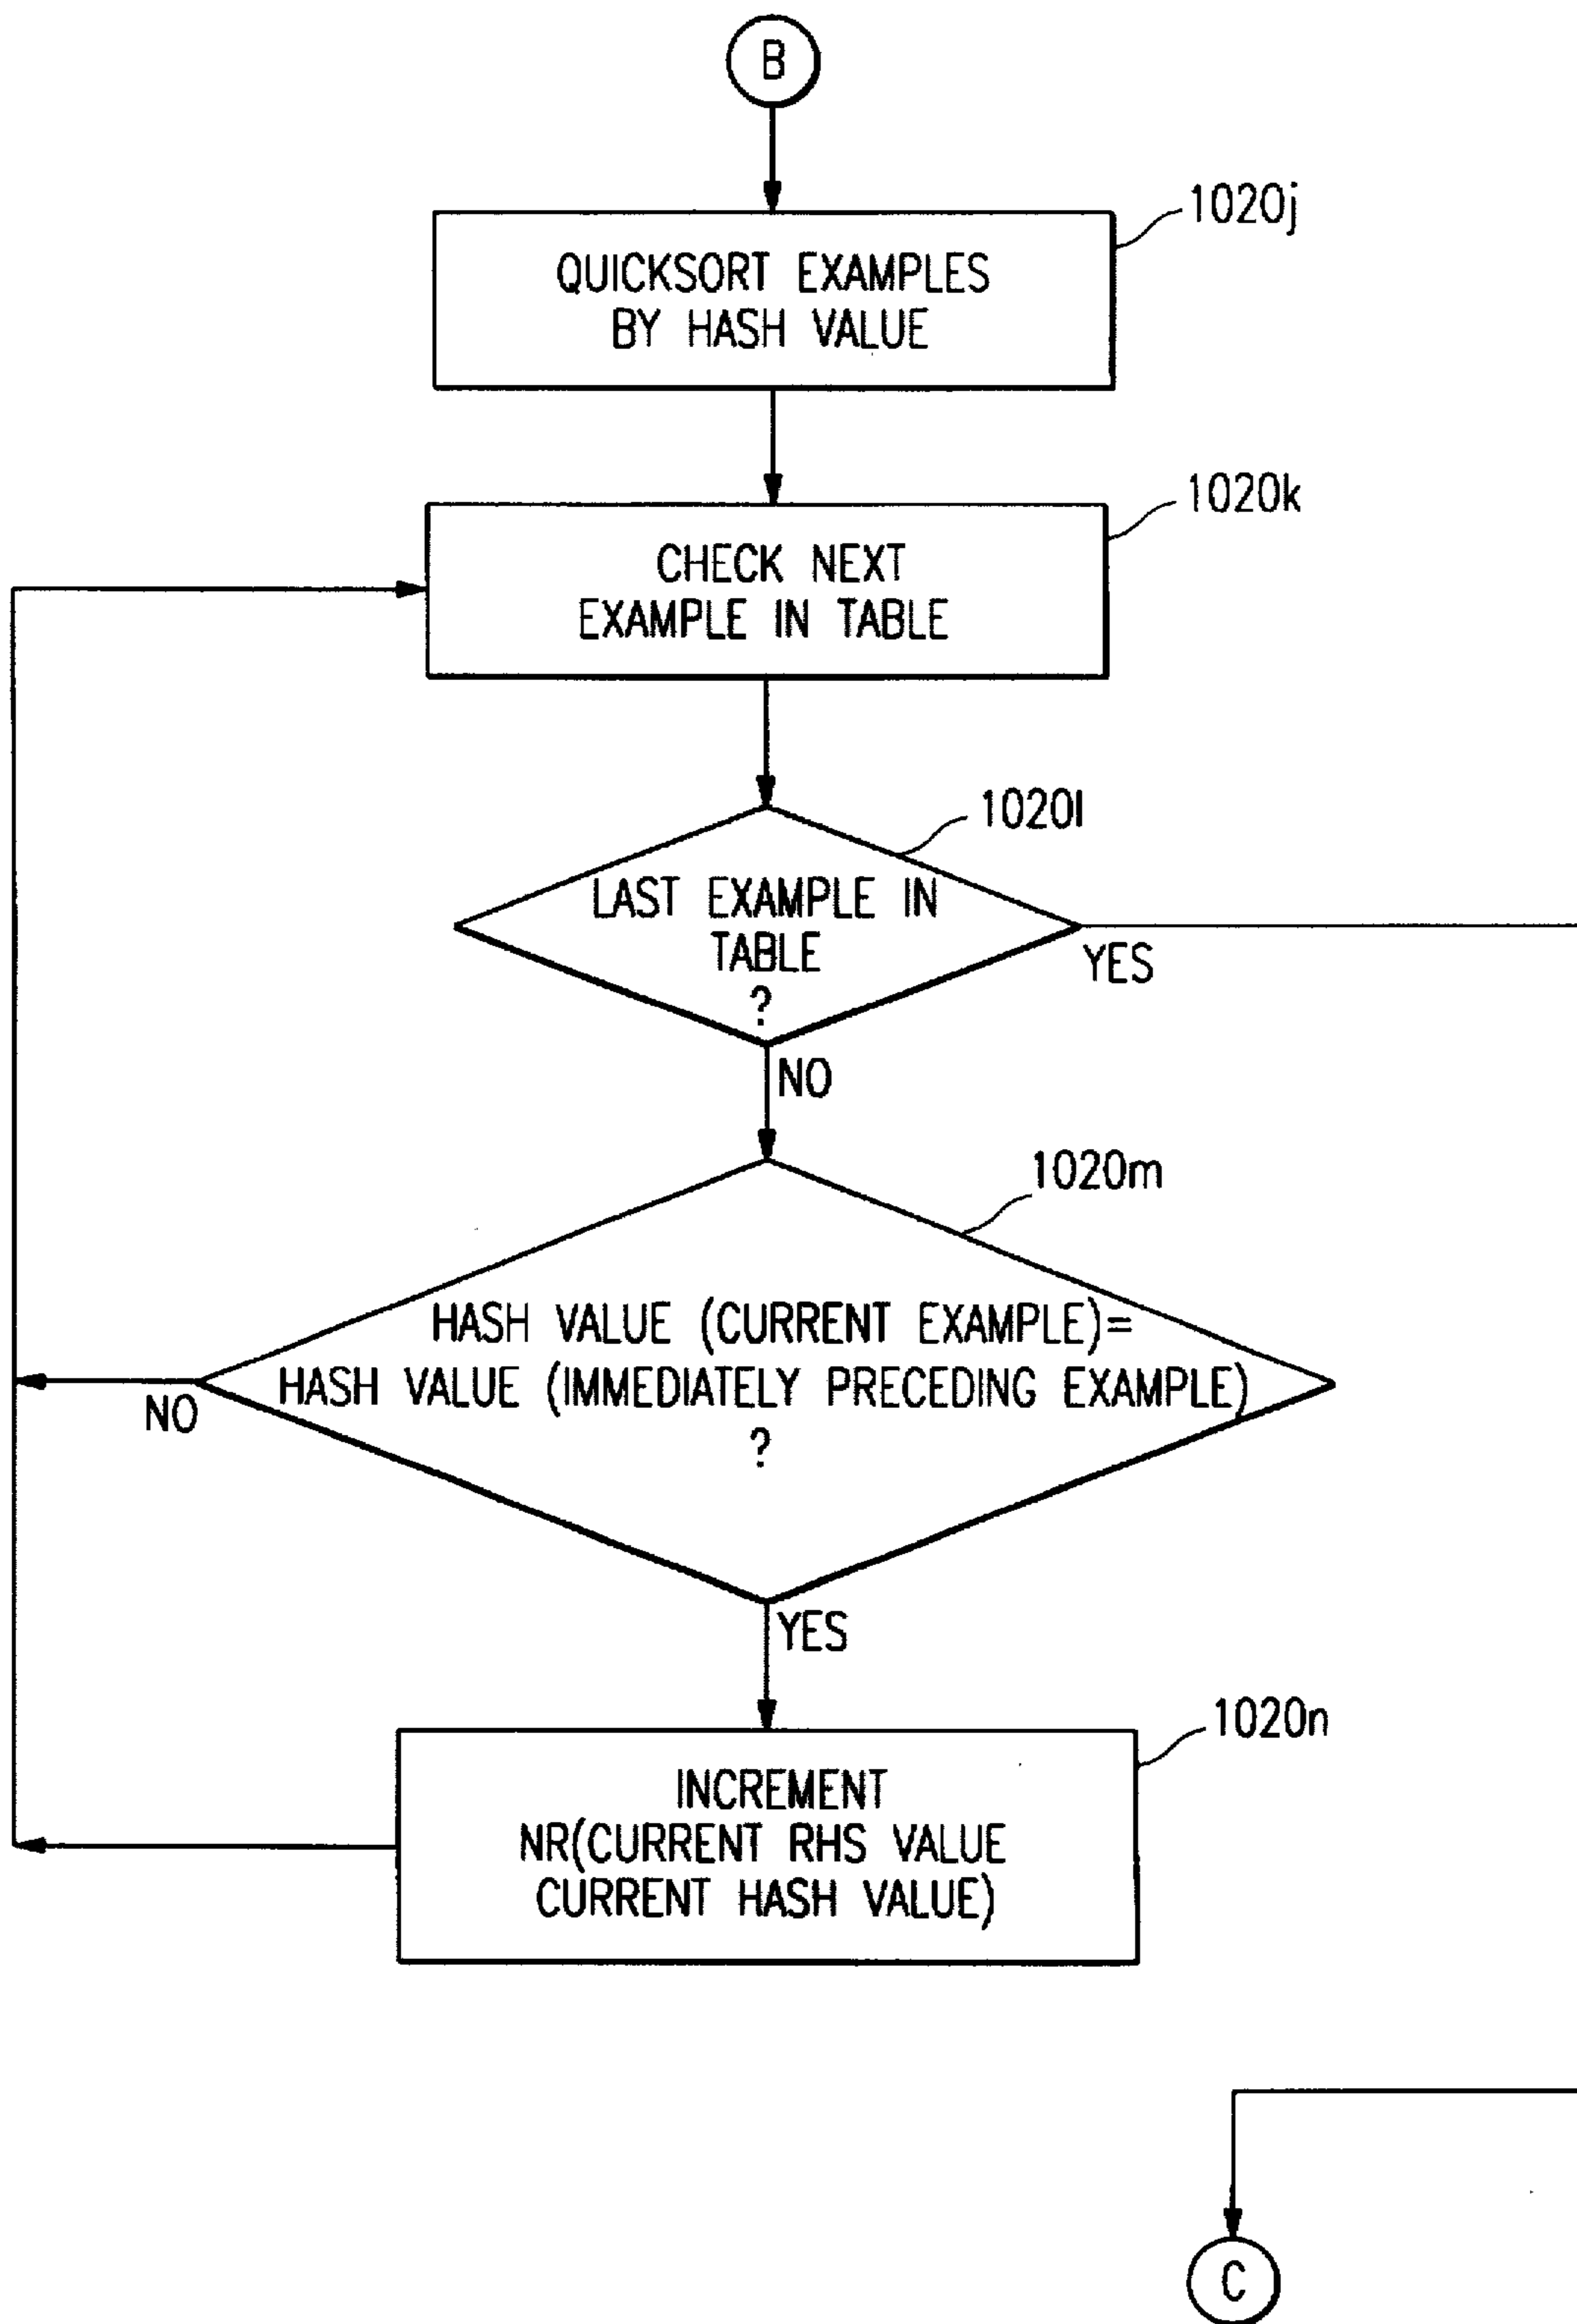 B
1020j
QUICKSORT EXAMPLES
BY HASH VALUE
1020k
CHECK NEXT
EXAMPLE IN TABLE
1020l
LAST EXAMPLE IN
TABLE
?
YES
NO
1020m
HASH VALUE (CURRENT EXAMPLE)=
HASH VALUE (IMMEDIATELY PRECEDING EXAMPLE)
?
NO
YES
1020n
INCREMENT
NR(CURRENT RHS VALUE
CURRENT HASH VALUE)
C